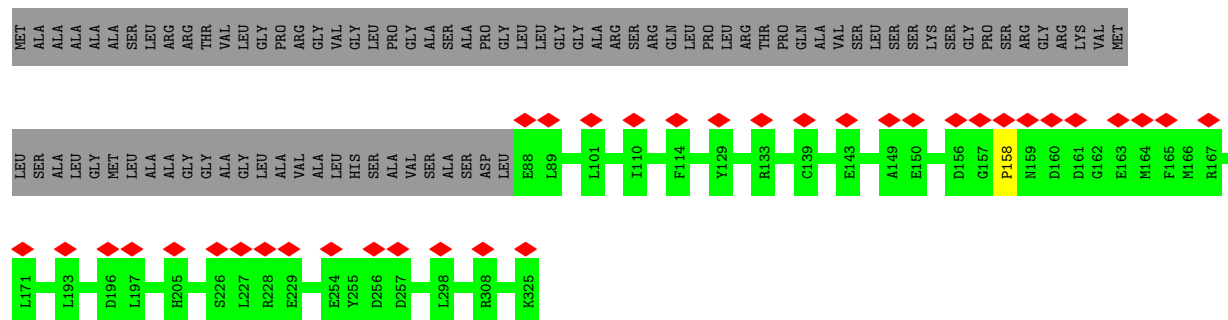 MET ALA ALA ALA ALA ALA SER LEU ARG ARG THR VAL LEU GLY PRO ARG GLY VAL GLY LEU PRO GLY ALA SER ALA PRO GLY LEU LEU GLY GLY ALA ARG SER ARG GLN LEU PRO LEU ARG THR PRO GLN ALA VAL SER LEU SER SER LYS SER GLY PRO SER ARG GLY ARG LYS VAL MET
LEU SER ALA LEU GLY MET LEU ALA ALA GLY GLY ALA GLY LEU ALA VAL ALA LEU HIS SER ALA VAL SER ALA SER ASP LEU E88 L89 L101 I110 F114 Y129 R133 C139 E143 A149 E150 D156 G157 P158 N159 D160 D161 G162 E163 M164 F165 M166 R167
L171 L193 D196 L197 H205 S226 L227 R228 E229 E254 Y255 D256 D257 L298 R308 K325